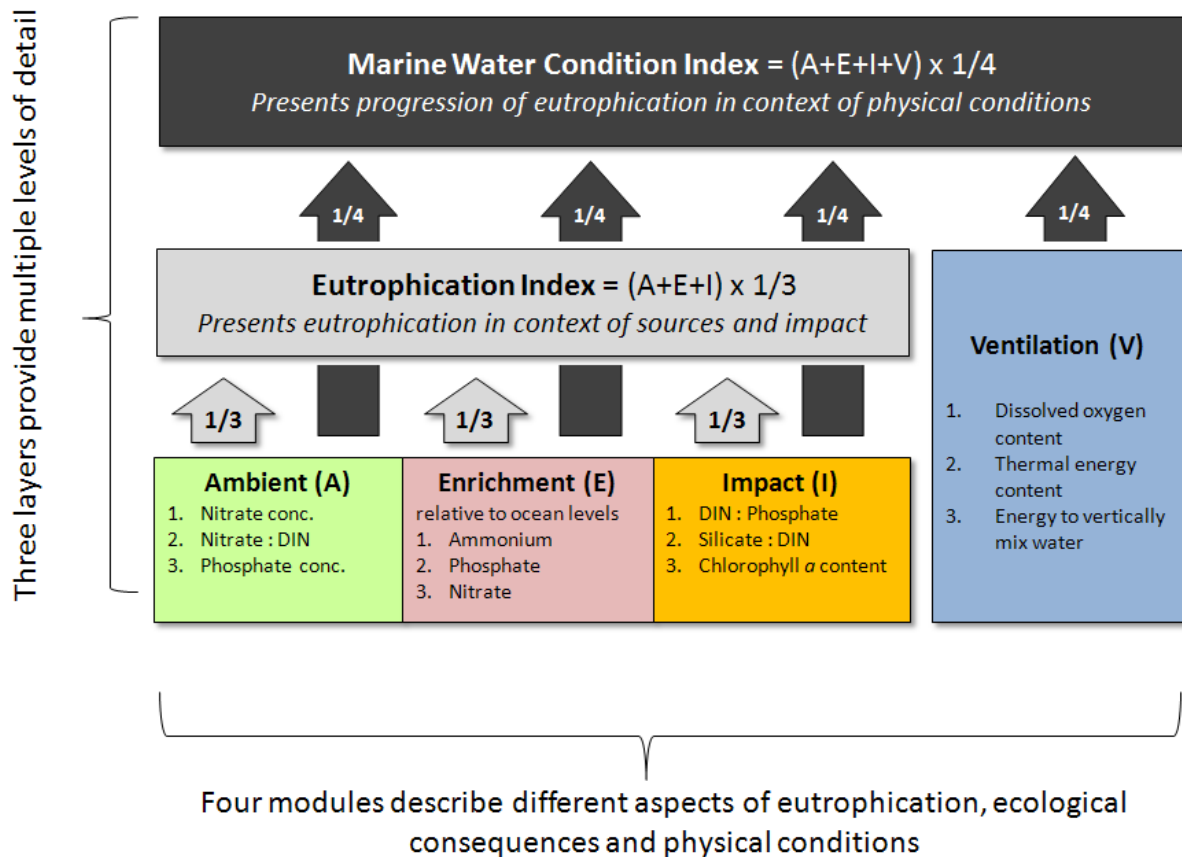 Three layers provide multiple levels of detail
Marine Water Condition Index = (A+E+I+V) x 1/4
Presents progression of eutrophication in context of physical conditions
1/4
1/4
1/4
1/4
Eutrophication Index = (A+E+I) x 1/3
Presents eutrophication in context of sources and impact
1/3
1/3
1/3
Ambient (A)
1. Nitrate conc.
2. Nitrate : DIN
3. Phosphate conc.
Enrichment (E)
relative to ocean levels
1. Ammonium
2. Phosphate
3. Nitrate
Impact (I)
1. DIN : Phosphate
2. Silicate : DIN
3. Chlorophyll a content
Ventilation (V)
1. Dissolved oxygen
content
2. Thermal energy
content
3. Energy to vertically
mix water
Four modules describe different aspects of eutrophication, ecological
consequences and physical conditions